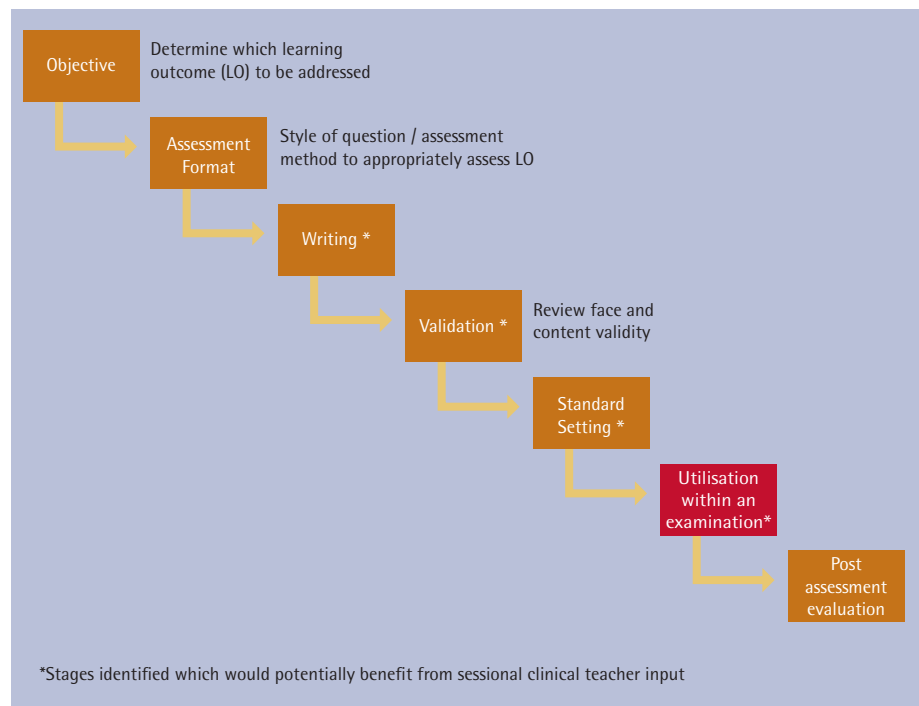 Objective
Determine which learning
outcome (LO) to be addressed
Assessment
Format
Style of question / assessment
method to appropriately assess LO
Writing *
Validation *
Review face and
content validity
Standard
Setting *
Utilisation
within an
examination*
Post
assessment
evaluation
*Stages identified which would potentially benefit from sessional clinical teacher input